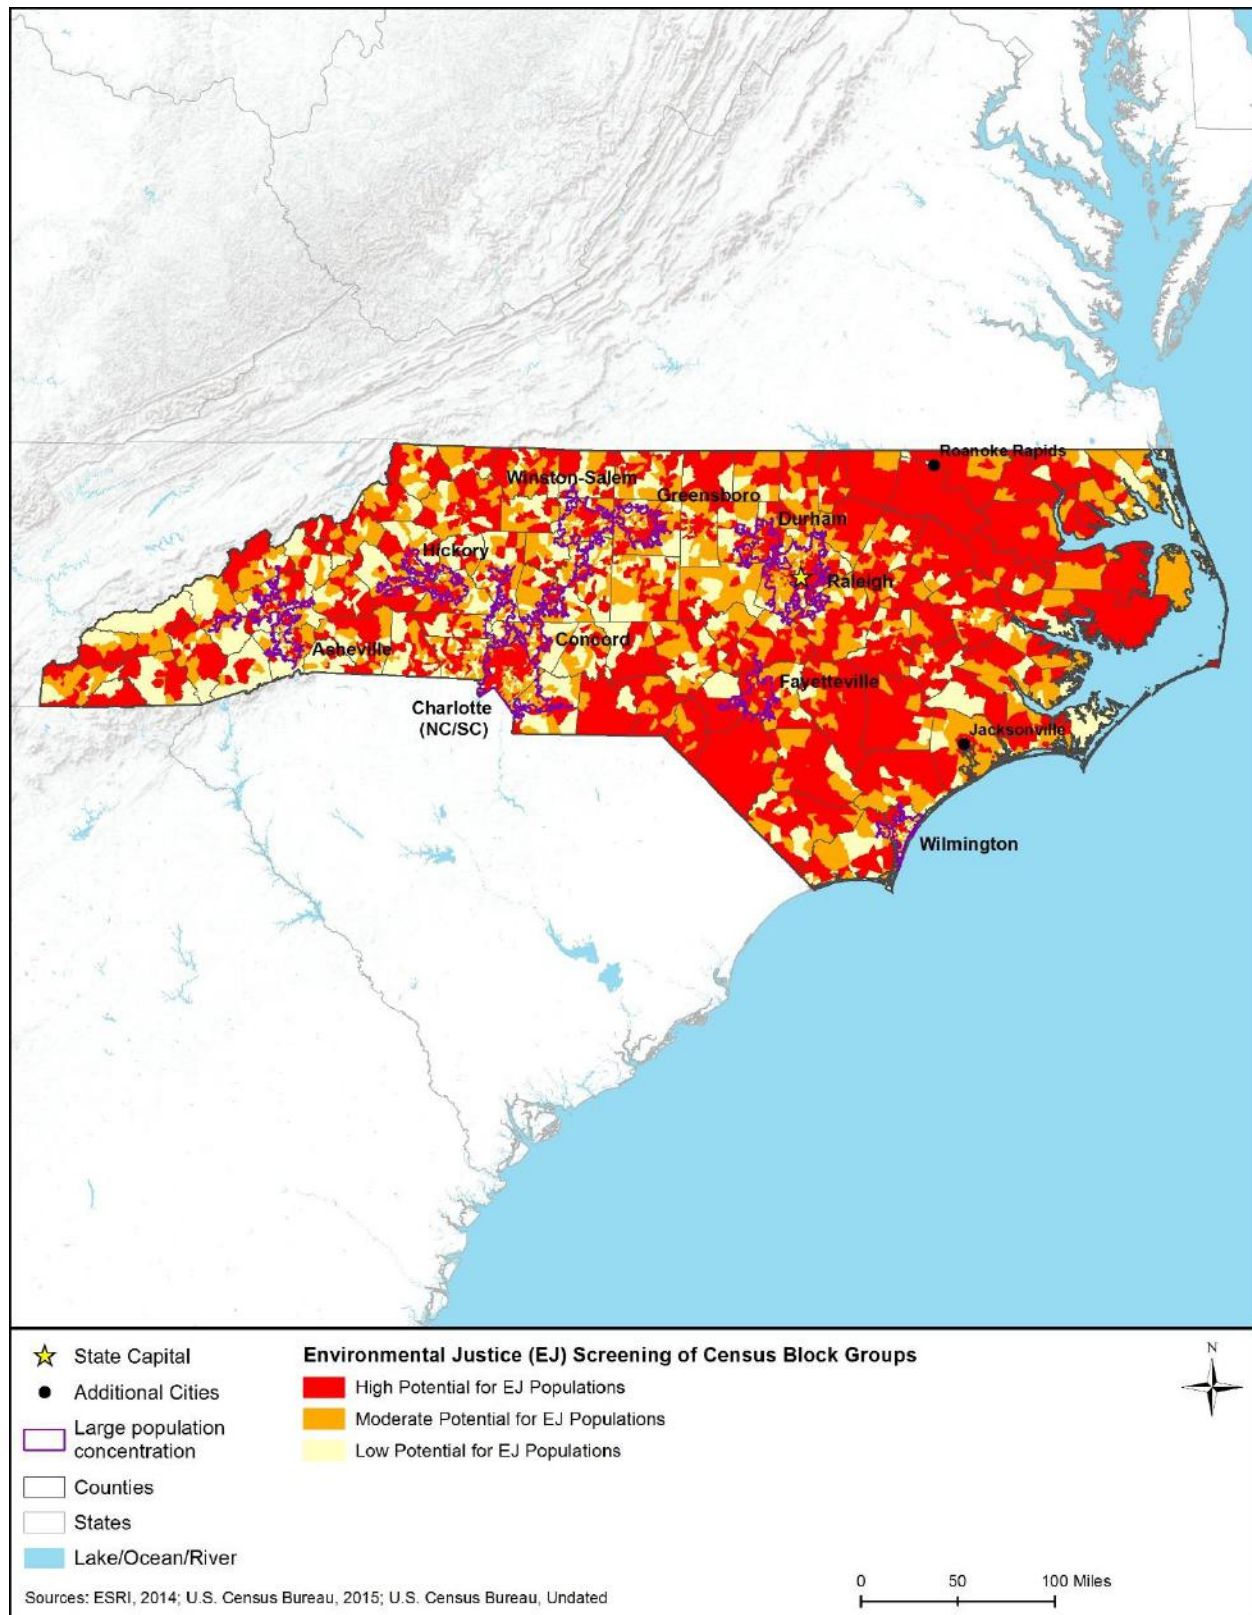 Roanoke Rapids
Winston-Salem
Greensboro
Durham
Hickory
Raleigh
Concord
Asheville
Fayetteville
Charlotte
(NC/SC)
Jacksonville
Wilmington
State Capital
Additional Cities
Large population
concentration
Counties
States
Lake/Ocean/River
Environmental Justice (EJ) Screening of Census Block Groups
High Potential for EJ Populations
Moderate Potential for EJ Populations
Low Potential for EJ Populations
N
Sources: ESRI, 2014; U.S. Census Bureau, 2015; U.S. Census Bureau, Undated
0 50 100 Miles